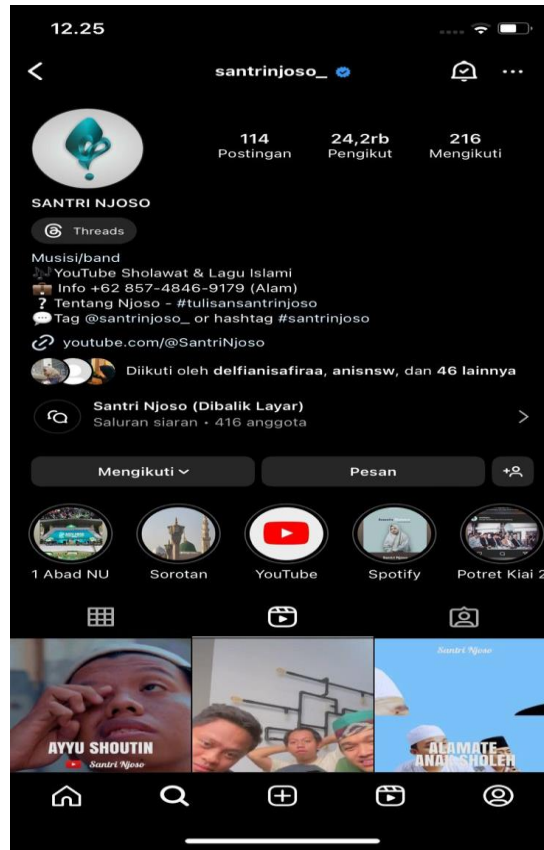 12.25
santrinjoso_
114 24,2rb 216
Postingan Pengikut Mengikuti
SANTRI NJOSO
Threads
Musisi/band
🎶YouTube Sholawat & Lagu Islami
💼 Info +62 857-4846-9179 (Alam)
❓ Tentang Njoso - #tulisansantrinjoso
💬Tag @santrinjoso_ or hashtag #santrinjoso
youtube.com/@SantriNjoso
Diikuti oleh delfianisafiraa, anisnsw, dan 46 lainnya
Santri Njoso (Dibalik Layar)
Saluran siaran • 416 anggota
Mengikuti Pesan
1 Abad NU Sorotan YouTube Spotify Potret Kiai 2
Santri Njoso
AYYU SHOUTIN
Santri Njoso
ALAMATE
ANAK SHOLEH